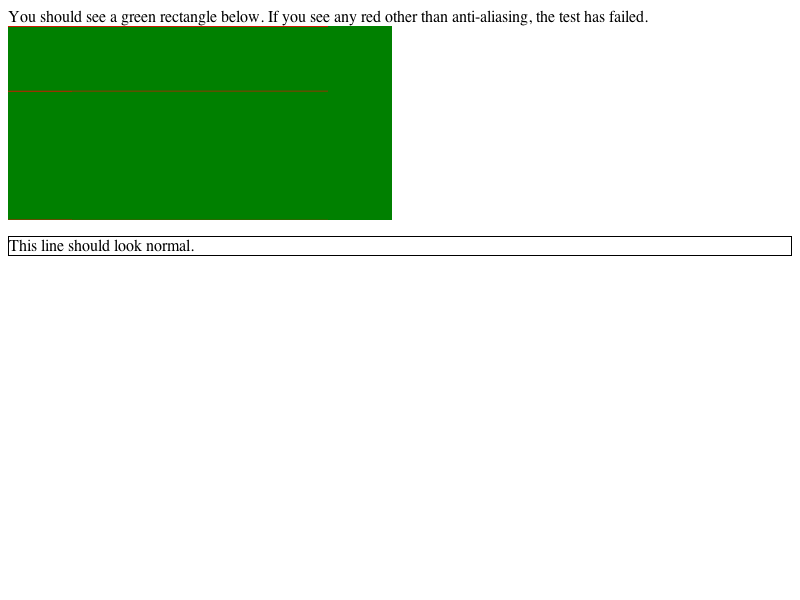 You should see a green rectangle below. If you see any red other than anti-aliasing, the test has failed.
This line should look normal.